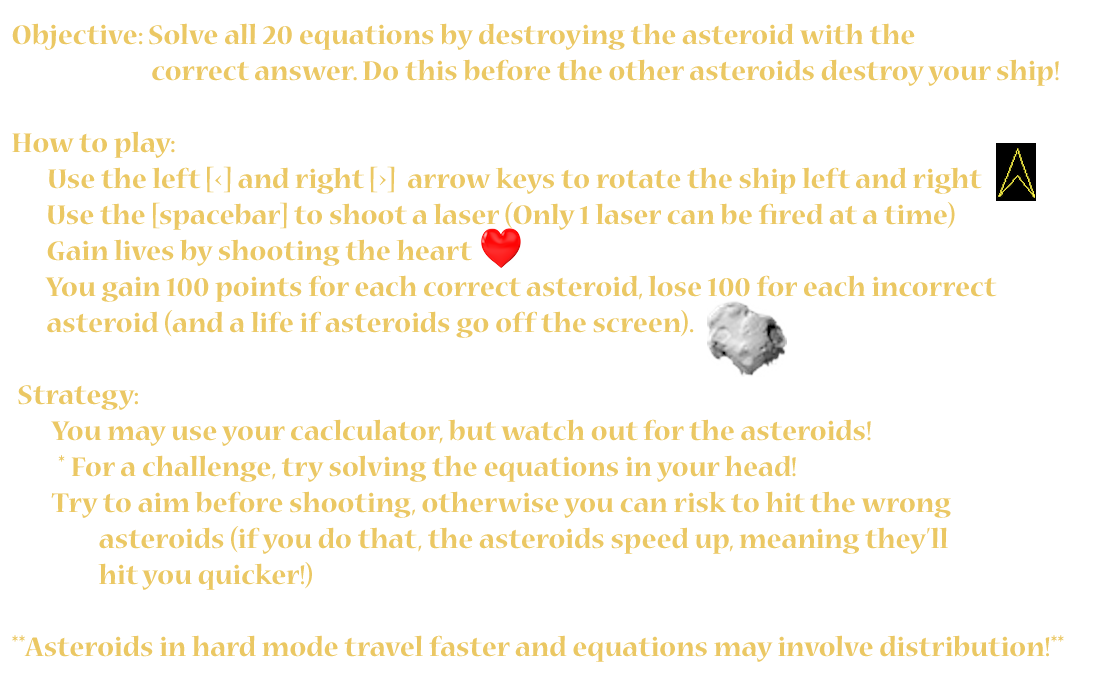 Objective: Solve all 20 equations by destroying the asteroid with the
correct answer. Do this before the other asteroids destroy your ship!
How to play:
Use the left [<] and right [>] arrow keys to rotate the ship left and right
Use the [spacebar] to shoot a laser (Only 1 laser can be fired at a time)
Gain lives by shooting the heart
You gain 100 points for each correct asteroid, lose 100 for each incorrect
asteroid (and a life if asteroids go off the screen).
Strategy:
You may use your caclculator, but watch out for the asteroids!
* For a challenge, try solving the equations in your head!
Try to aim before shooting, otherwise you can risk to hit the wrong
asteroids (if you do that, the asteroids speed up, meaning they'll
hit you quicker!)
**Asteroids in hard mode travel faster and equations may involve distribution!**